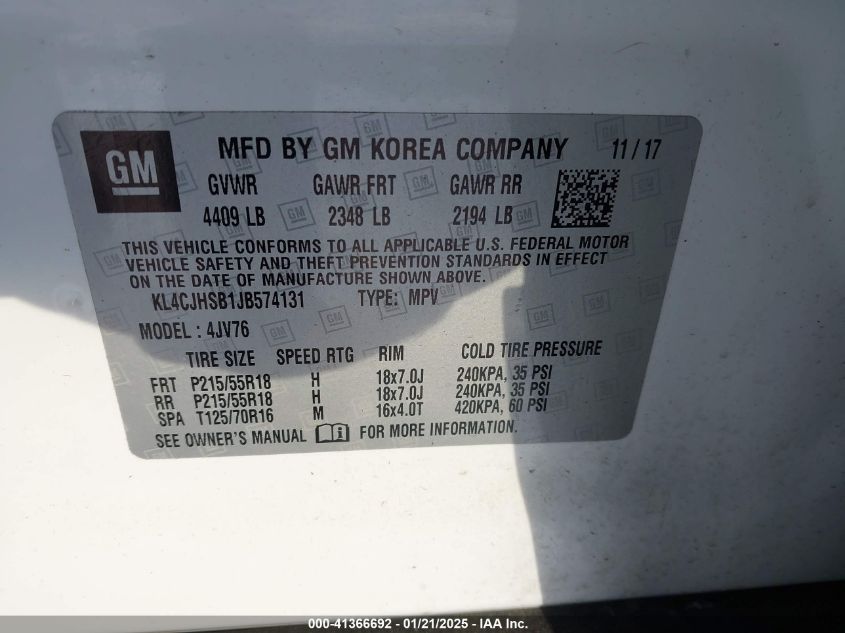 GM MFD BY GM KOREA COMPANY 11/17
GVWR GAWR FRT GAWR RR
4409 LB 2348 LB 2194 LB
THIS VEHICLE CONFORMS TO ALL APPLICABLE U.S. FEDERAL MOTOR
VEHICLE SAFETY AND THEFT PREVENTION STANDARDS IN EFFECT
ON THE DATE OF MANUFACTURE SHOWN ABOVE.
KL4CJHSB1JB574131 TYPE: MPV
MODEL : 4JV76
TIRE SIZE SPEED RTG RIM COLD TIRE PRESSURE
FRT P215/55R18 H 18x7.0J 240KPA, 35 PSI
RR P215/55R18 H 18x7.0J 240KPA, 35 PSI
SPA T125/70R16 M 16x4.0T 420KPA, 60 PSI
SEE OWNER'S MANUAL FOR MORE INFORMATION.
000-41366692 - 01/21/2025 - IAA Inc.